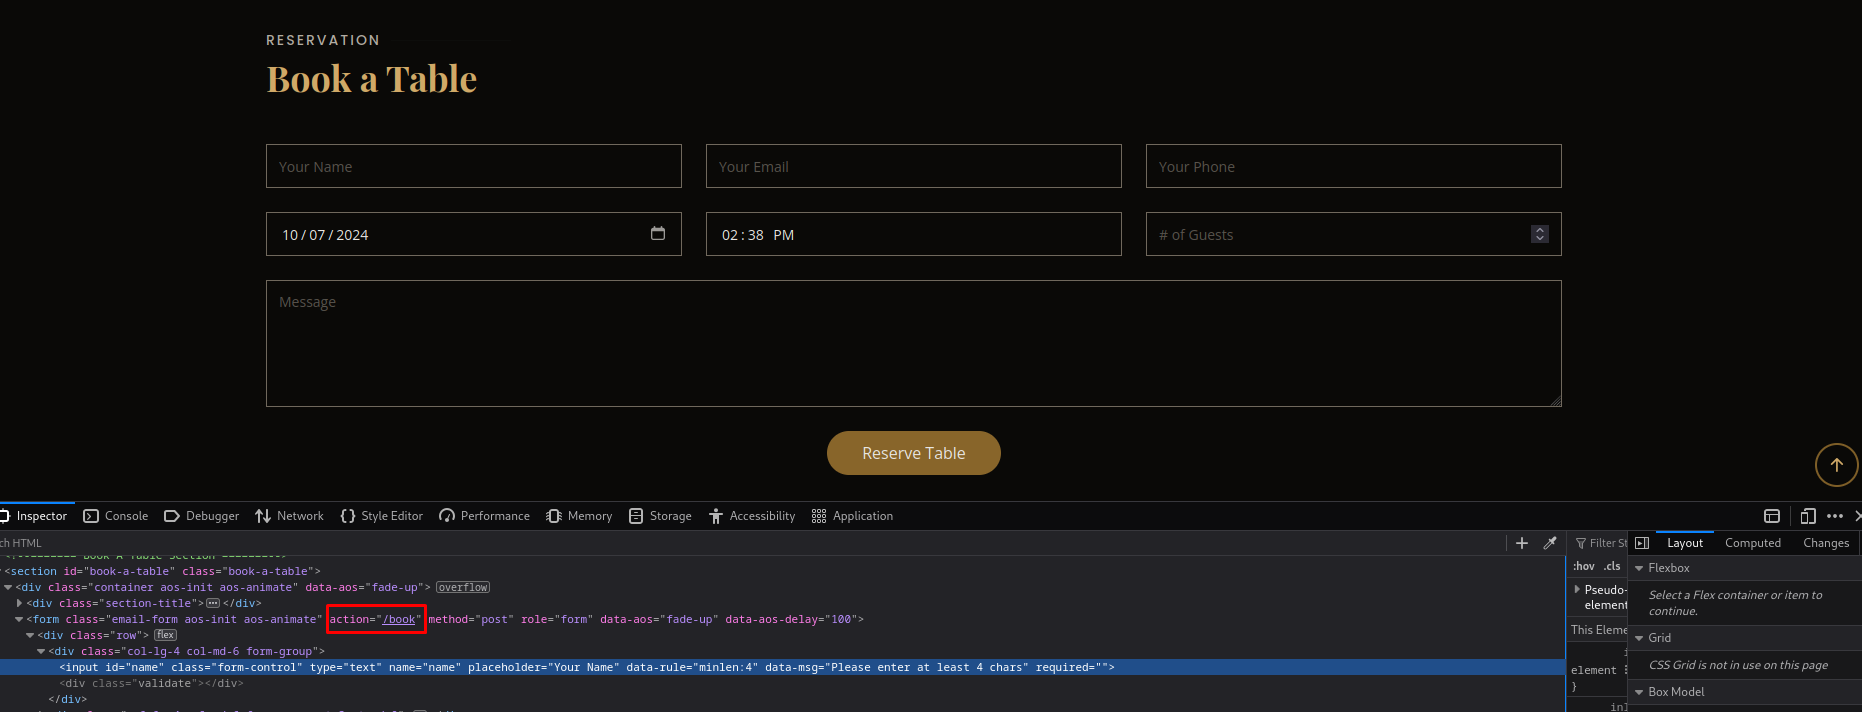 RESERVATION
Book a Table
Your Name Your Email Your Phone
10/07/2024 02:38 PM # of Guests
Message
Reserve Table
Inspector Console Debugger Network Style Editor Performance Memory Storage Accessibility Application
ch HTML Filter St Layout Computed Changes
<section id="book-a-table" class="book-a-table"> :hov .cls Flexbox
<div class="container aos-init aos-animate" data-aos="fade-up"> overflow Pseudo-
element
Select a Flex container or item to
continue.
<div class="section-title">⋯</div>
<form class="email-form aos-init aos-animate" action="/book" method="post" role="form" data-aos="fade-up" data-aos-delay="100"> This Eleme
<div class="row"> flex Grid
<div class="col-lg-4 col-md-6 form-group">
<input id="name" class="form-control" type="text" name="name" placeholder="Your Name" data-rule="minlen:4" data-msg="Please enter at least 4 chars" required=""> element CSS Grid is not in use on this page
<div class="validate"></div> }
</div> Box Model